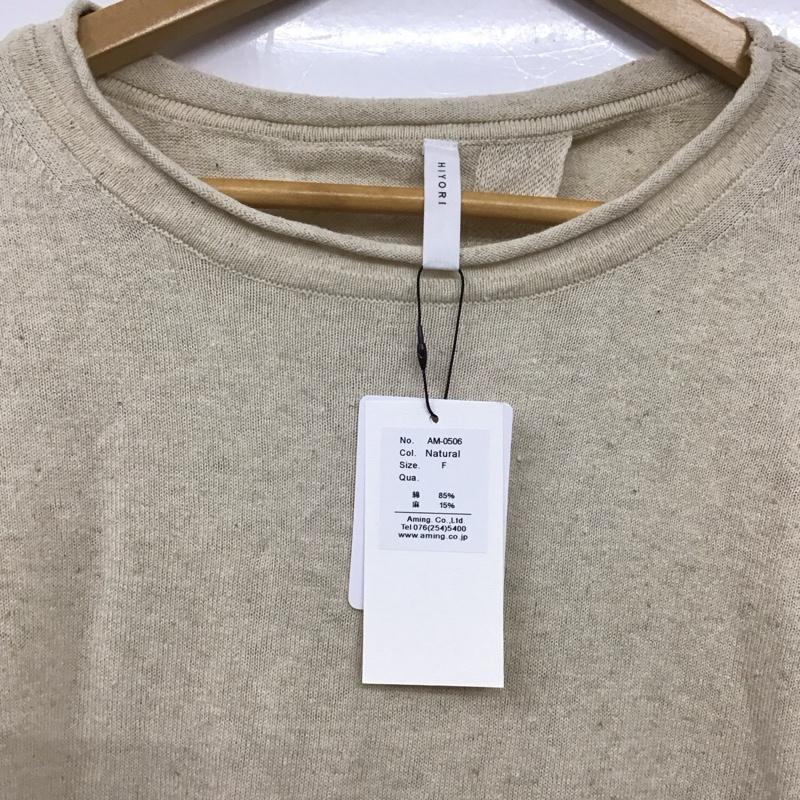 HIYORI
No. AM-0506
Col. Natural
Size. F
Qua.
綿 85%
麻 15%
Aming. Co.,Ltd
Tel 076(254)5400
www.aming.co.jp